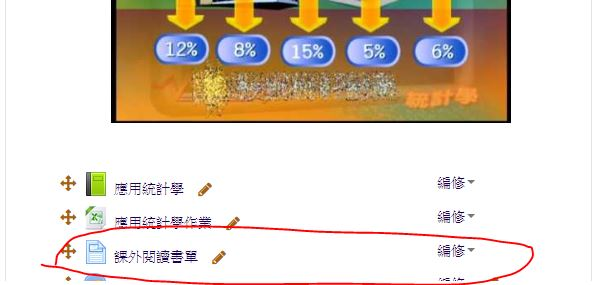 12% 8% 15% 5% 6%
統計學
應用統計學 編修
應用統計學作業 編修
課外閱讀書單 編修